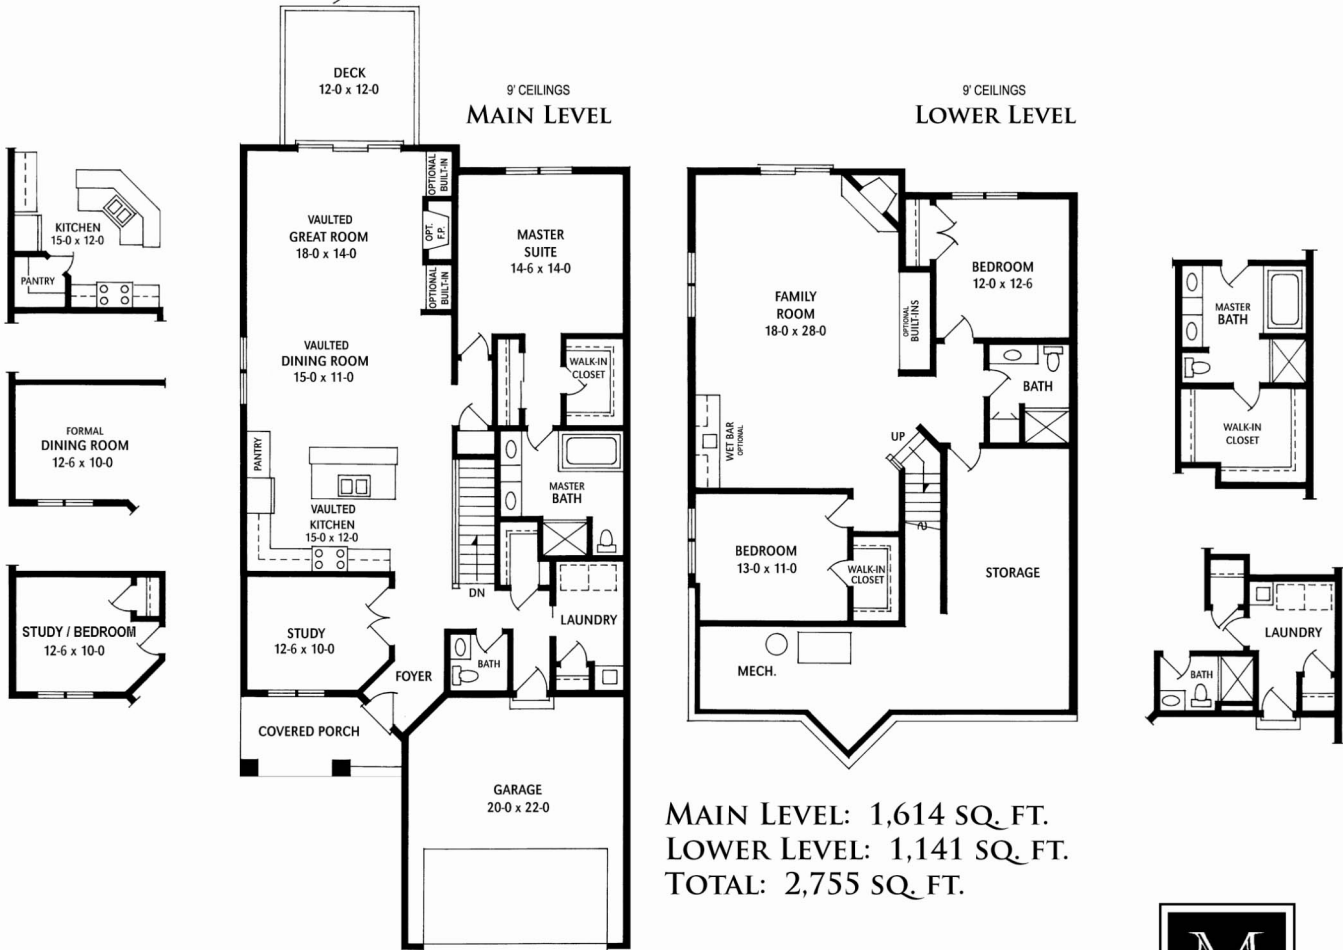 DECK
12-0 x 12-0
9' CEILINGS
MAIN LEVEL
9' CEILINGS
LOWER LEVEL
KITCHEN
15-0 x 12-0
PANTRY
FORMAL
DINING ROOM
12-6 x 10-0
STUDY / BEDROOM
12-6 x 10-0
OPTIONAL
BUILT-IN
VAULTED
GREAT ROOM
18-0 x 14-0
OPT.
F.P.
OPTIONAL
BUILT-IN
MASTER
SUITE
14-6 x 14-0
VAULTED
DINING ROOM
15-0 x 11-0
WALK-IN
CLOSET
PANTRY
MASTER
BATH
VAULTED
KITCHEN
15-0 x 12-0
DN
STUDY
12-6 x 10-0
LAUNDRY
BATH
FOYER
COVERED PORCH
GARAGE
20-0 x 22-0
BEDROOM
12-0 x 12-6
FAMILY
ROOM
18-0 x 28-0
OPTIONAL
BUILT-INS
BATH
WET BAR
OPTIONAL
UP
BEDROOM
13-0 x 11-0
WALK-IN
CLOSET
STORAGE
MECH.
MASTER
BATH
WALK-IN
CLOSET
LAUNDRY
BATH
MAIN LEVEL: 1,614 SQ. FT.
LOWER LEVEL: 1,141 SQ. FT.
TOTAL: 2,755 SQ. FT.
M